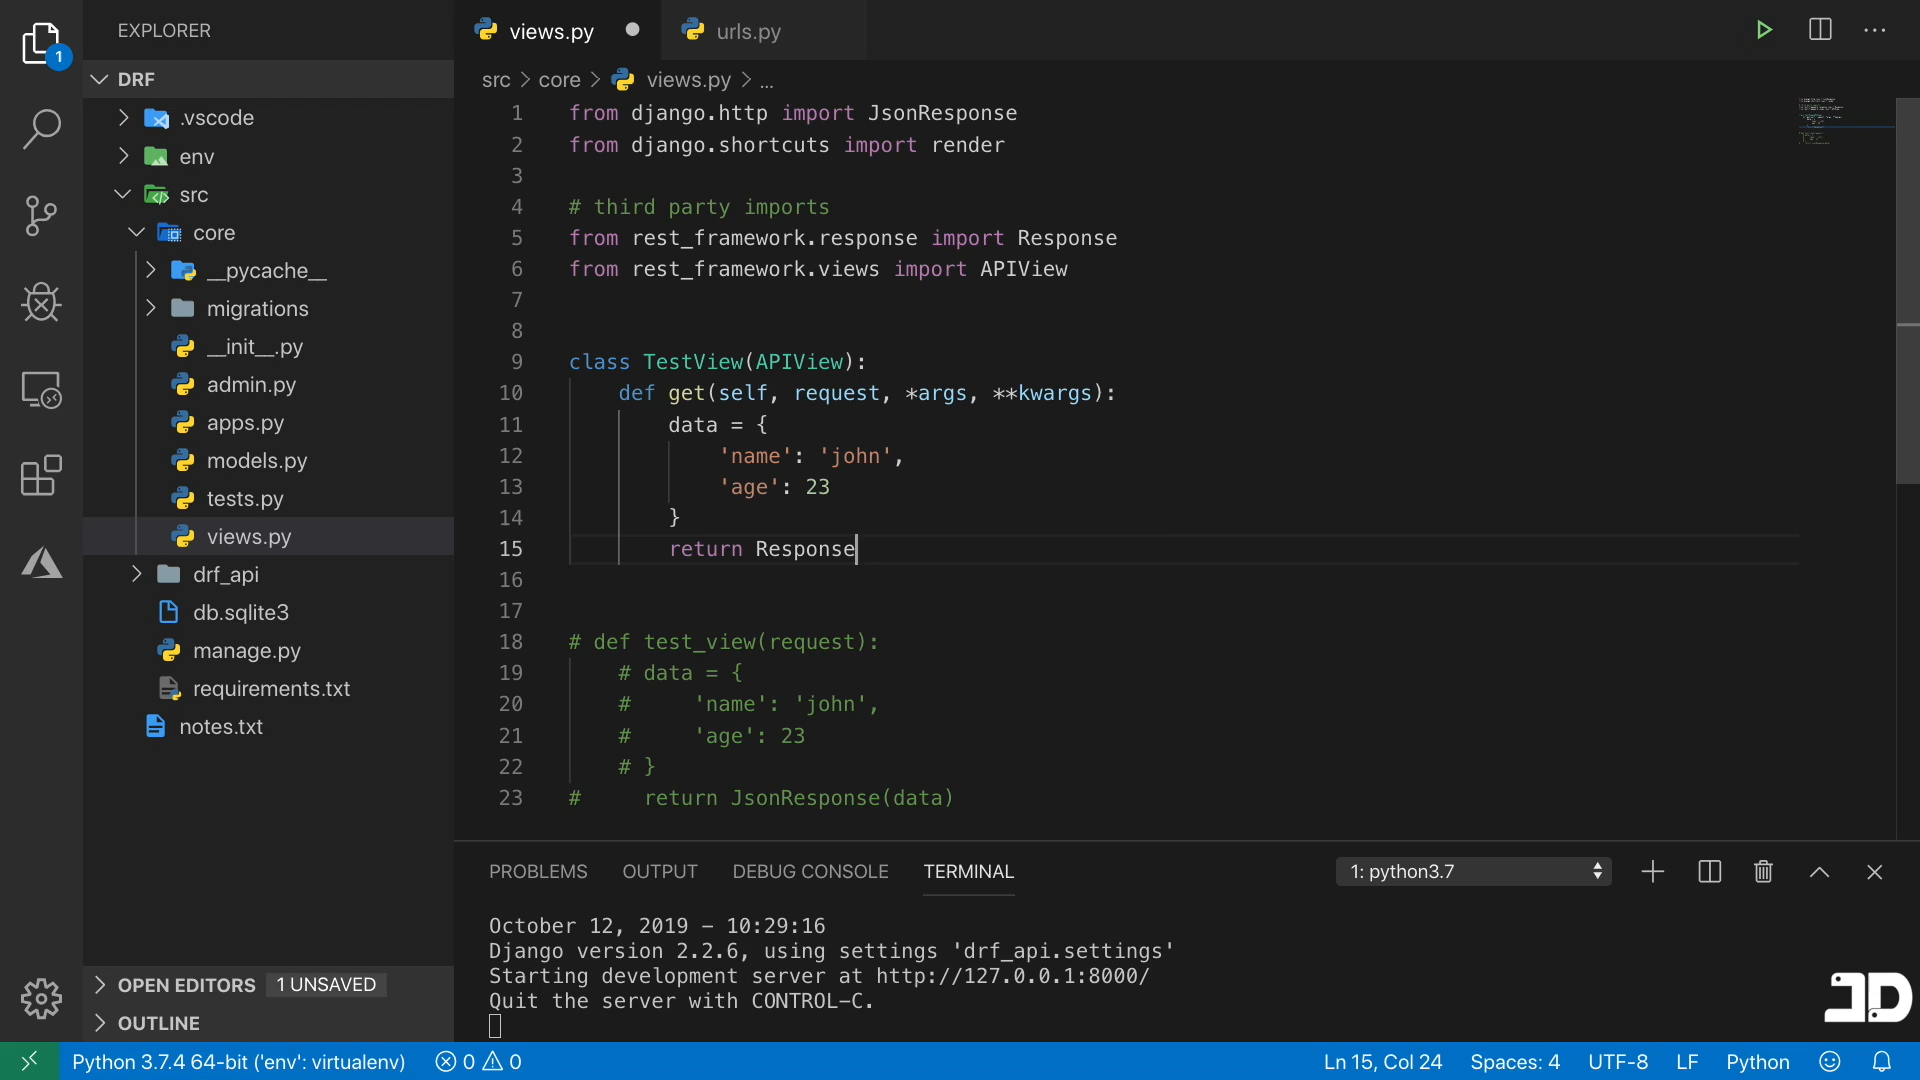 1
EXPLORER
DRF
.vscode
env
src
core
__pycache__
migrations
__init__.py
admin.py
apps.py
models.py
tests.py
views.py
drf_api
db.sqlite3
manage.py
requirements.txt
notes.txt
OPEN EDITORS 1 UNSAVED
OUTLINE
views.py urls.py
src > core > views.py > ...
1 from django.http import JsonResponse
2 from django.shortcuts import render
3
4 # third party imports
5 from rest_framework.response import Response
6 from rest_framework.views import APIView
7
8
9 class TestView(APIView):
10 def get(self, request, *args, **kwargs):
11 data = {
12 'name': 'john',
13 'age': 23
14 }
15 return Response
16
17
18 # def test_view(request):
19 # data = {
20 # 'name': 'john',
21 # 'age': 23
22 # }
23 # return JsonResponse(data)
PROBLEMS OUTPUT DEBUG CONSOLE TERMINAL 1: python3.7
October 12, 2019 - 10:29:16
Django version 2.2.6, using settings 'drf_api.settings'
Starting development server at http://127.0.0.1:8000/
Quit the server with CONTROL-C.
JD
Python 3.7.4 64-bit ('env': virtualenv) 0 0 Ln 15, Col 24 Spaces: 4 UTF-8 LF Python